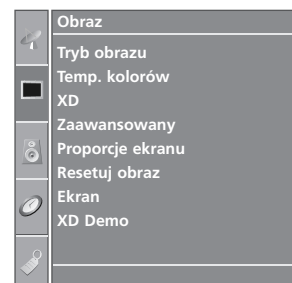 Obraz
Tryb obrazu
Temp. kolorów
XD
Zaawansowany
Proporcje ekranu
Resetuj obraz
Ekran
XD Demo